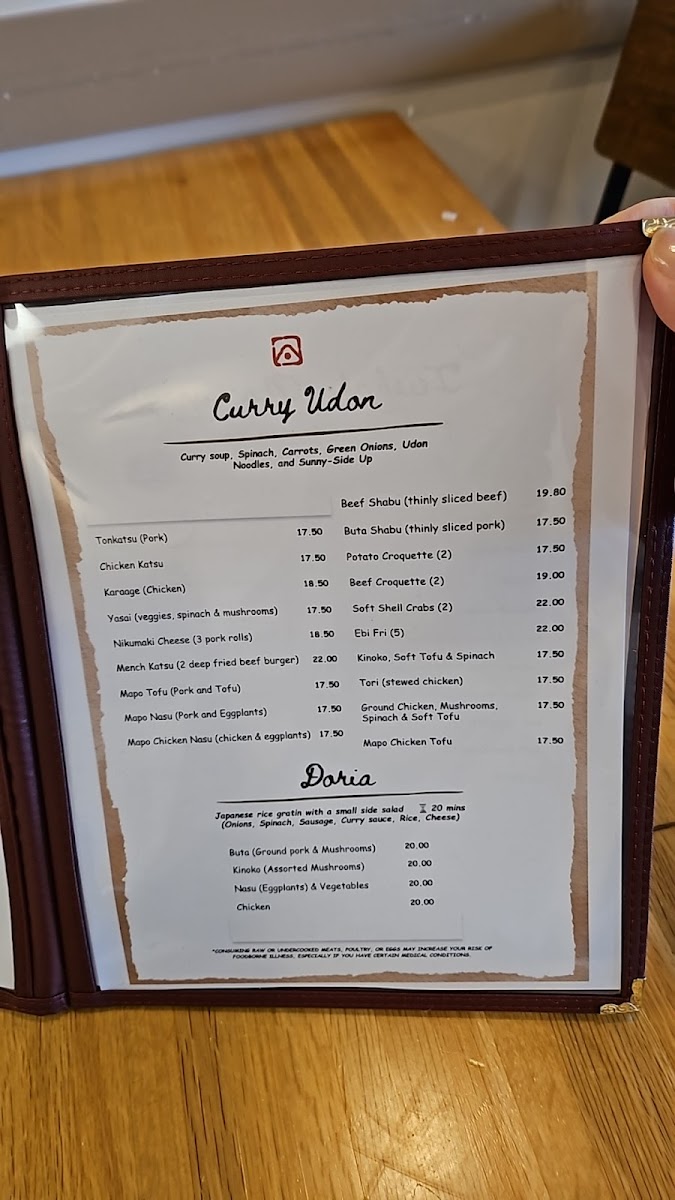 Curry Udon
Curry soup, Spinach, Carrots, Green Onions, Udon
Noodles, and Sunny-Side Up
Tonkatsu (Pork) 17.50
Chicken Katsu 17.50
Karaage (Chicken) 18.50
Yasai (veggies, spinach & mushrooms) 17.50
Nikumaki Cheese (3 pork rolls) 18.50
Mench Katsu (2 deep fried beef burger) 22.00
Mapo Tofu (Pork and Tofu) 17.50
Mapo Nasu (Pork and Eggplants) 17.50
Mapo Chicken Nasu (chicken & eggplants) 17.50
Beef Shabu (thinly sliced beef) 19.80
Buta Shabu (thinly sliced pork) 17.50
Potato Croquette (2) 17.50
Beef Croquette (2) 19.00
Soft Shell Crabs (2) 22.00
Ebi Fri (5) 22.00
Kinoko, Soft Tofu & Spinach 17.50
Tori (stewed chicken) 17.50
Ground Chicken, Mushrooms, 17.50
Spinach & Soft Tofu
Mapo Chicken Tofu 17.50
Doria
Japanese rice gratin with a small side salad ⌛ 20 mins
(Onions, Spinach, Sausage, Curry sauce, Rice, Cheese)
Buta (Ground pork & Mushrooms) 20.00
Kinoko (Assorted Mushrooms) 20.00
Nasu (Eggplants) & Vegetables 20.00
Chicken 20.00
*CONSUMING RAW OR UNDERCOOKED MEATS, POULTRY, OR EGGS MAY INCREASE YOUR RISK OF
FOODBORNE ILLNESS, ESPECIALLY IF YOU HAVE CERTAIN MEDICAL CONDITIONS.